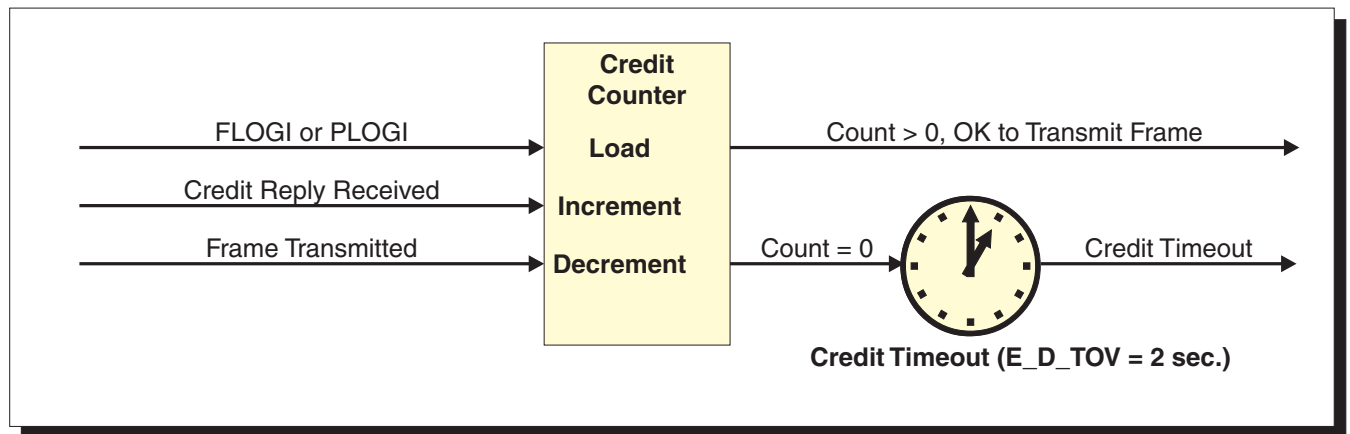 Credit
Counter
FLOGI or PLOGI
Load
Count > 0, OK to Transmit Frame
Credit Reply Received
Increment
Frame Transmitted
Decrement
Count = 0
Credit Timeout
Credit Timeout (E_D_TOV = 2 sec.)